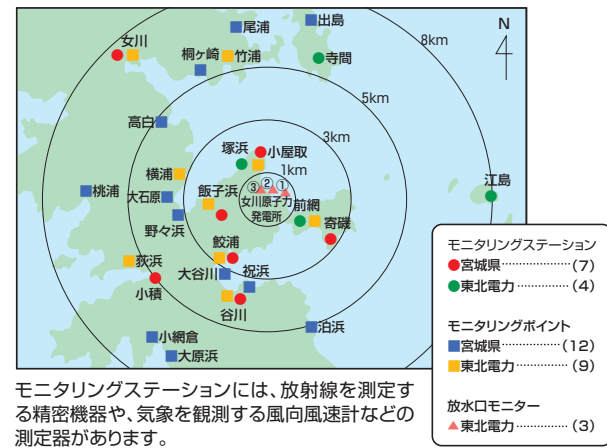 尾浦
出島
N
8km
女川
桐ヶ崎
竹浦
寺間
5km
高白
3km
塚浜
小屋取
1km
横浦
③ ② ①
江島
桃浦
大石原
飯子浜
女川原子力
発電所
前網
野々浜
寄磯
鮫浦
荻浜
大谷川
祝浜
小積
谷川
泊浜
小網倉
大原浜
モニタリングステーション
宮城県…………(7)
東北電力…………(4)
モニタリングポイント
宮城県…………(12)
東北電力…………(9)
放水口モニター
東北電力…………(3)
モニタリングステーションには、放射線を測定す
る精密機器や、気象を観測する風向風速計などの
測定器があります。